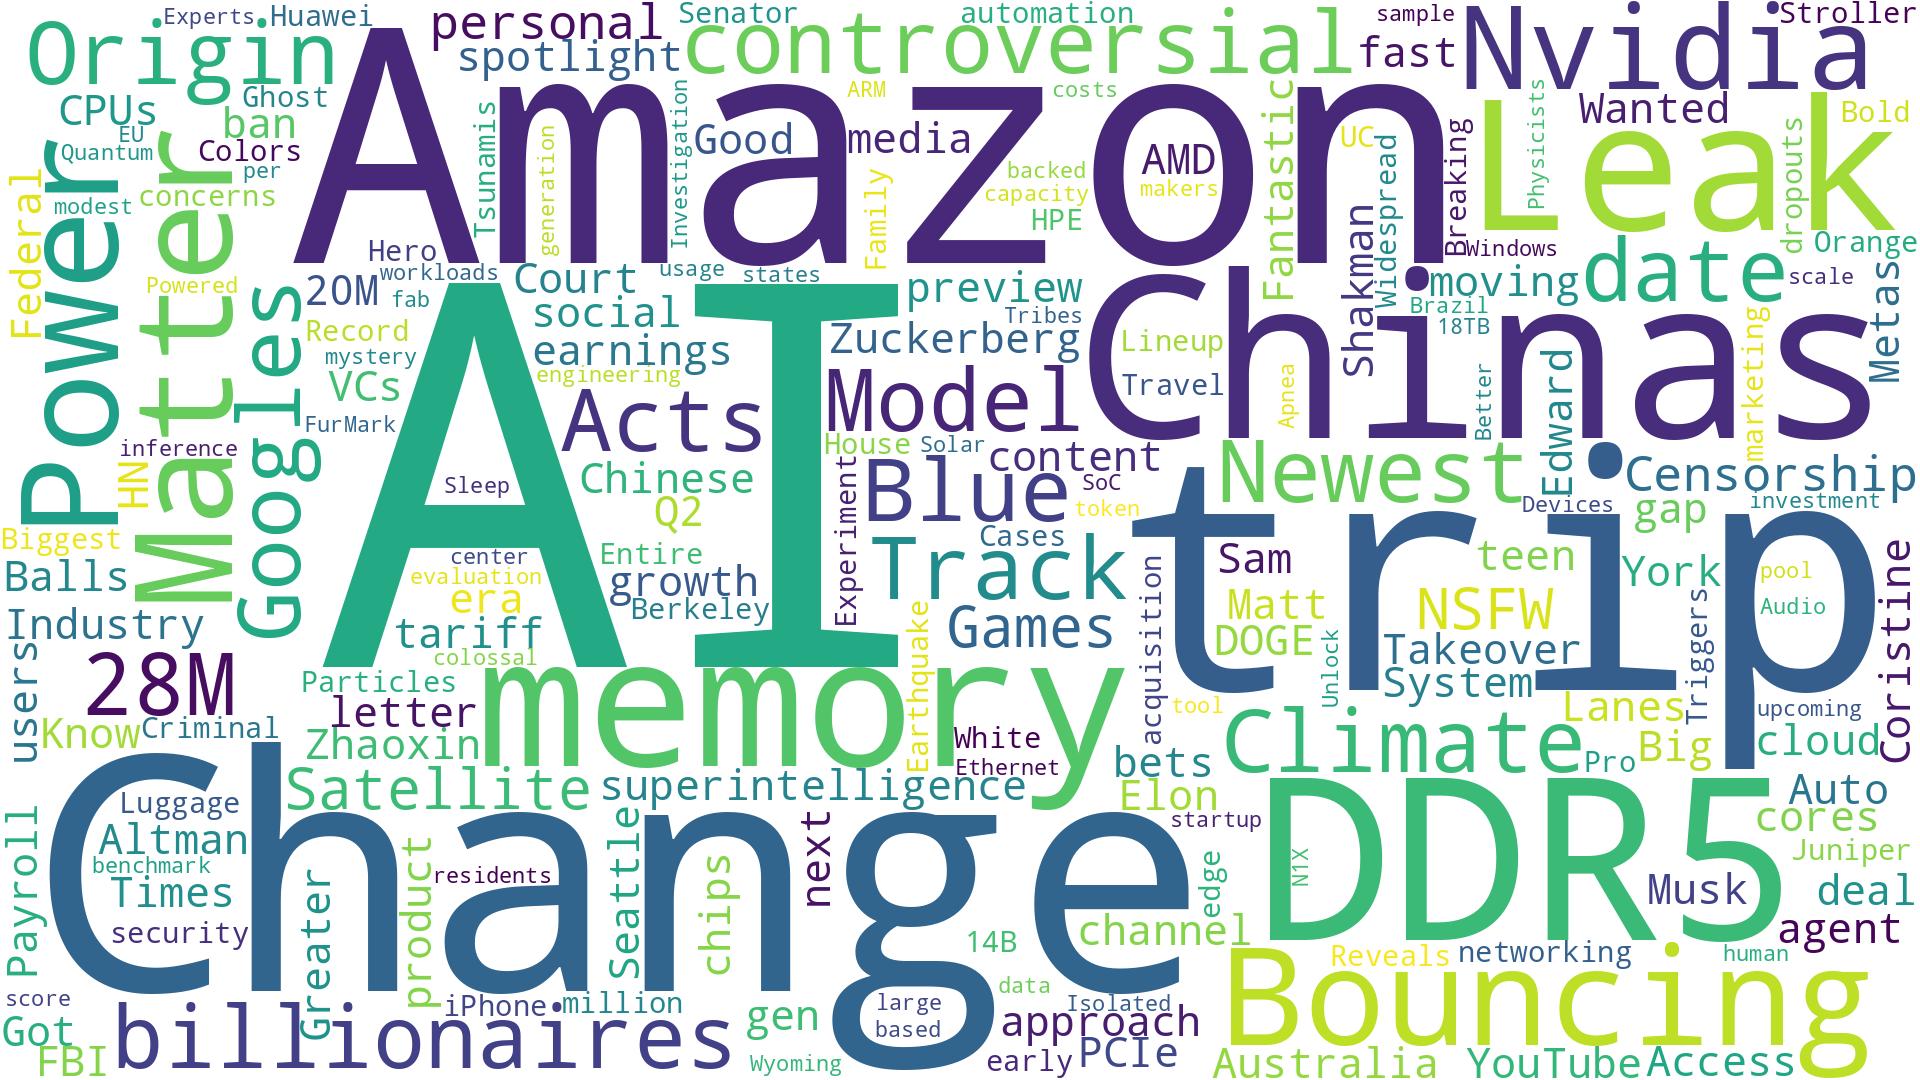 Experts
Huawei
personal
Senator
automation
sample
Stroller
Origin
spotlight
controversial
fast
Nvidia
CPUs
Ghost
Amazon
ARM
costs
Wanted
Bold
EU
ban
Tsunamis
generation
Investigation
Good
media
AMD
Fantastic
UC
Widespread
Breaking
Leak
Physicists
dropouts
Quantum
Colors
per
backed
makers
capacity
Family
HPE
Federal
modest
concerns
Power
Matter
Hero
workloads
Court
usage
states
preview
Shakman
Windows
moving
date
Orange
scale
Powered
Googles
20M
fab
social
Tribes
Chinas
Brazil
18TB
Metas
Record
mystery
earnings
Zuckerberg
Lineup
Edward
marketing
VCs
engineering
AI
Model
Travel
Apnea
Better
FurMark
Acts
House
Solar
content
Newest
Censorship
inference
HN
Sleep
Chinese
Experiment
Blue
SoC
trip
Devices
gap
investment
Biggest
Q2
token
center
Entire
Cases
Track
Sam
teen
York
pool
Balls
evaluation
growth
era
Berkeley
Games
acquisition
Matt
NSFW
Audio
Coristine
Industry
tariff
Earthquake
DOGE
Takeover
Unlock
Triggers
users
28M
colossal
Particles
memory
System
letter
tool
Lanes
upcoming
Know
Criminal
Zhaoxin
White
Climate
Big
cloud
Ethernet
bets
Pro
Satellite
superintelligence
Elon
Auto
Luggage
Change
startup
DDR5
cores
Payroll
Altman
Seattle
next
N1X
Juniper
benchmark
product
chips
edge
Times
Greater
residents
Musk
deal
security
14B
channel
agent
Bouncing
Reveals
networking
human
score
iPhone
million
data
large
Isolated
Got
billionaires
gen
based
approach
FBI
Wyoming
early
PCIe
Australia
YouTube
Access